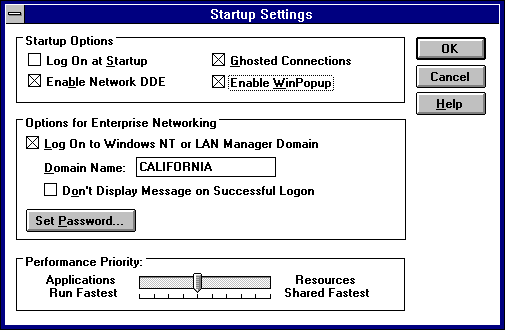 Startup Settings
Startup Options
Log On at Startup
Ghosted Connections
Enable Network DDE
Enable WinPopup
OK
Cancel
Help
Options for Enterprise Networking
Log On to Windows NT or LAN Manager Domain
Domain Name: CALIFORNIA
Don't Display Message on Successful Logon
Set Password...
Performance Priority:
Applications
Run Fastest
Resources
Shared Fastest